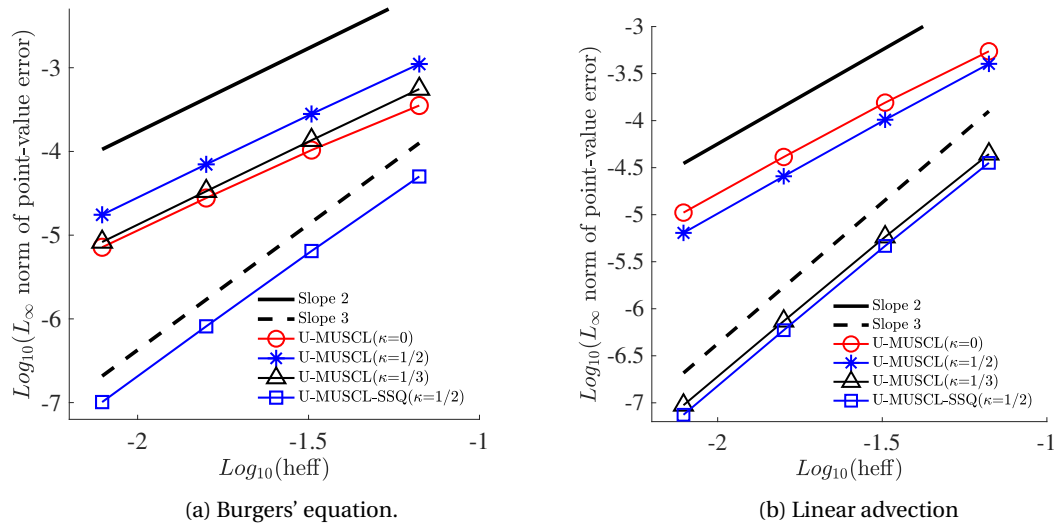 -3
-4
-5
-6
-7
-2
-1.5
-1
Log10(L∞ norm of point-value error)
Log10(heff)
Slope 2
Slope 3
U-MUSCL(κ=0)
U-MUSCL(κ=1/2)
U-MUSCL(κ=1/3)
U-MUSCL-SSQ(κ=1/2)
(a) Burgers' equation.
-3
-3.5
-4
-4.5
-5
-5.5
-6
-6.5
-7
-2
-1.5
-1
Log10(L∞ norm of point-value error)
Log10(heff)
Slope 2
Slope 3
U-MUSCL(κ=0)
U-MUSCL(κ=1/2)
U-MUSCL(κ=1/3)
U-MUSCL-SSQ(κ=1/2)
(b) Linear advection